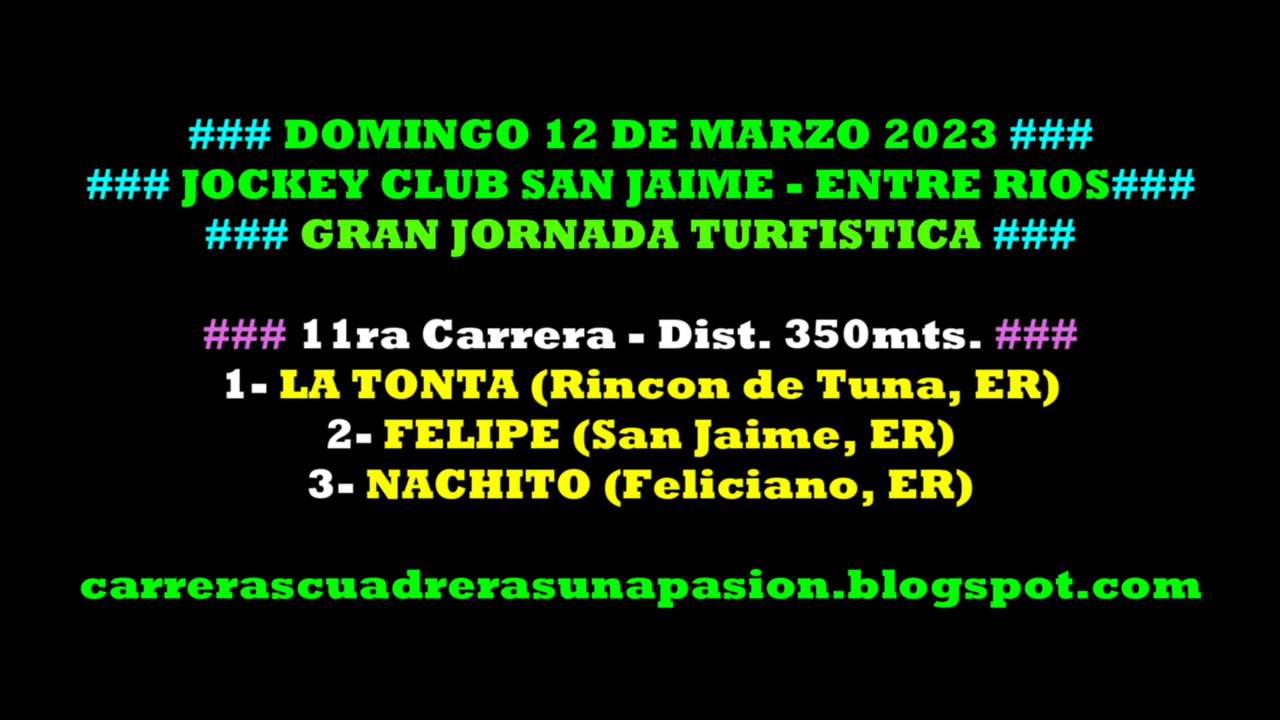 ### DOMINGO 12 DE MARZO 2023 ###
### JOCKEY CLUB SAN JAIME - ENTRE RIOS###
### GRAN JORNADA TURFISTICA ###
### 11ra Carrera - Dist. 350mts. ###
1- LA TONTA (Rincon de Tuna, ER)
2- FELIPE (San Jaime, ER)
3- NACHITO (Feliciano, ER)
carrerascuadrerasunapasion.blogspot.com